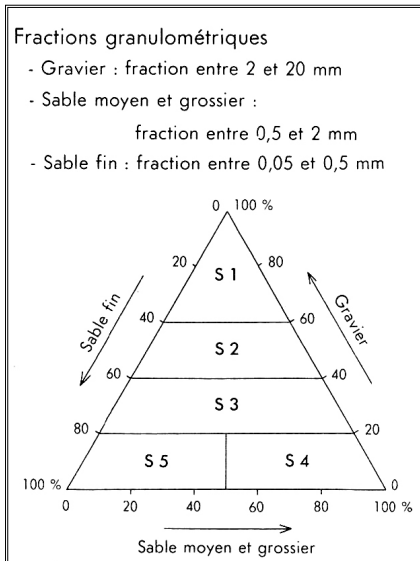 Fractions granulométriques
- Gravier : fraction entre 2 et 20 mm
- Sable moyen et grossier :
fraction entre 0,5 et 2 mm
- Sable fin : fraction entre 0,05 et 0,5 mm
0 100 %
20 80
S 1
Sable fin
Gravier
40 60
S 2
60 40
S 3
80 20
S 5 S 4
100 % 0
0 20 40 60 80 100 %
Sable moyen et grossier